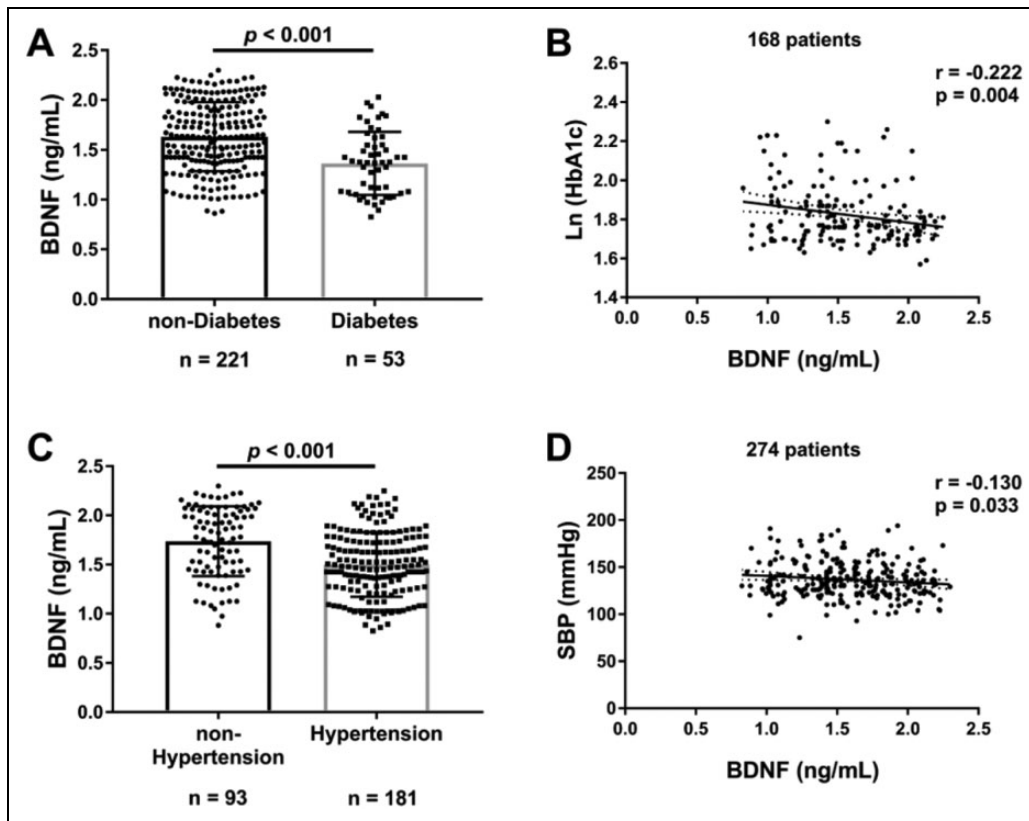 A
p < 0.001
BDNF (ng/mL)
2.5
2.0
1.5
1.0
0.5
0.0
non-Diabetes Diabetes
n = 221 n = 53
B
168 patients
r = -0.222
p = 0.004
Ln (HbA1c)
2.6
2.4
2.2
2.0
1.8
1.6
1.4
0.0 0.5 1.0 1.5 2.0 2.5
BDNF (ng/mL)
C
p < 0.001
BDNF (ng/mL)
2.5
2.0
1.5
1.0
0.5
0.0
non-
Hypertension
Hypertension
n = 93 n = 181
D
274 patients
r = -0.130
p = 0.033
SBP (mmHg)
250
200
150
100
50
0
0.0 0.5 1.0 1.5 2.0 2.5
BDNF (ng/mL)